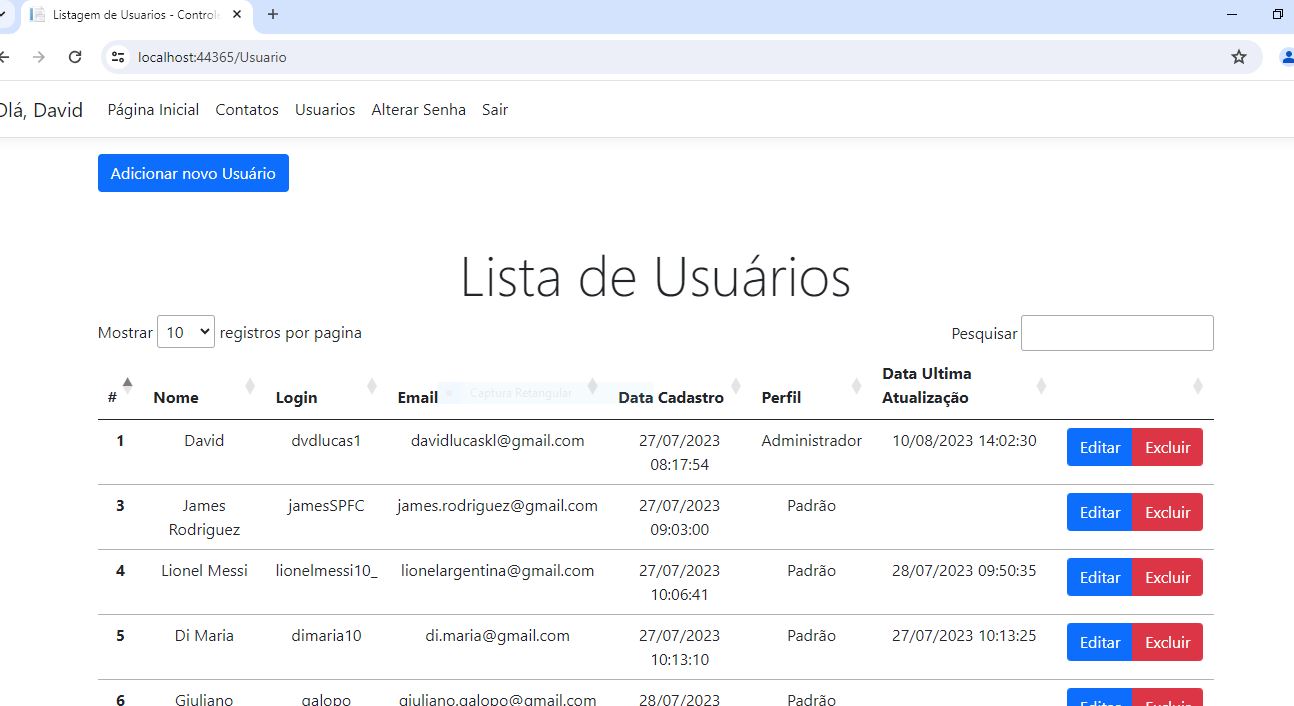 Listagem de Usuarios - Control
localhost:44365/Usuario
Olá, David Página Inicial Contatos Usuarios Alterar Senha Sair
Adicionar novo Usuário
Lista de Usuários
Mostrar 10 registros por pagina Pesquisar
# Nome Login Email Data Cadastro Perfil Data Ultima Atualização
Captura Retangular
1 David dvdlucas1 davidlucaskl@gmail.com 27/07/2023 08:17:54 Administrador 10/08/2023 14:02:30 Editar Excluir
3 James Rodriguez jamesSPFC james.rodriguez@gmail.com 27/07/2023 09:03:00 Padrão Editar Excluir
4 Lionel Messi lionelmessi10_ lionelargentina@gmail.com 27/07/2023 10:06:41 Padrão 28/07/2023 09:50:35 Editar Excluir
5 Di Maria dimaria10 di.maria@gmail.com 27/07/2023 10:13:10 Padrão 27/07/2023 10:13:25 Editar Excluir
6 Giuliano galopo giuliano.galopo@gmail.com 28/07/2023 Padrão Editar Excluir